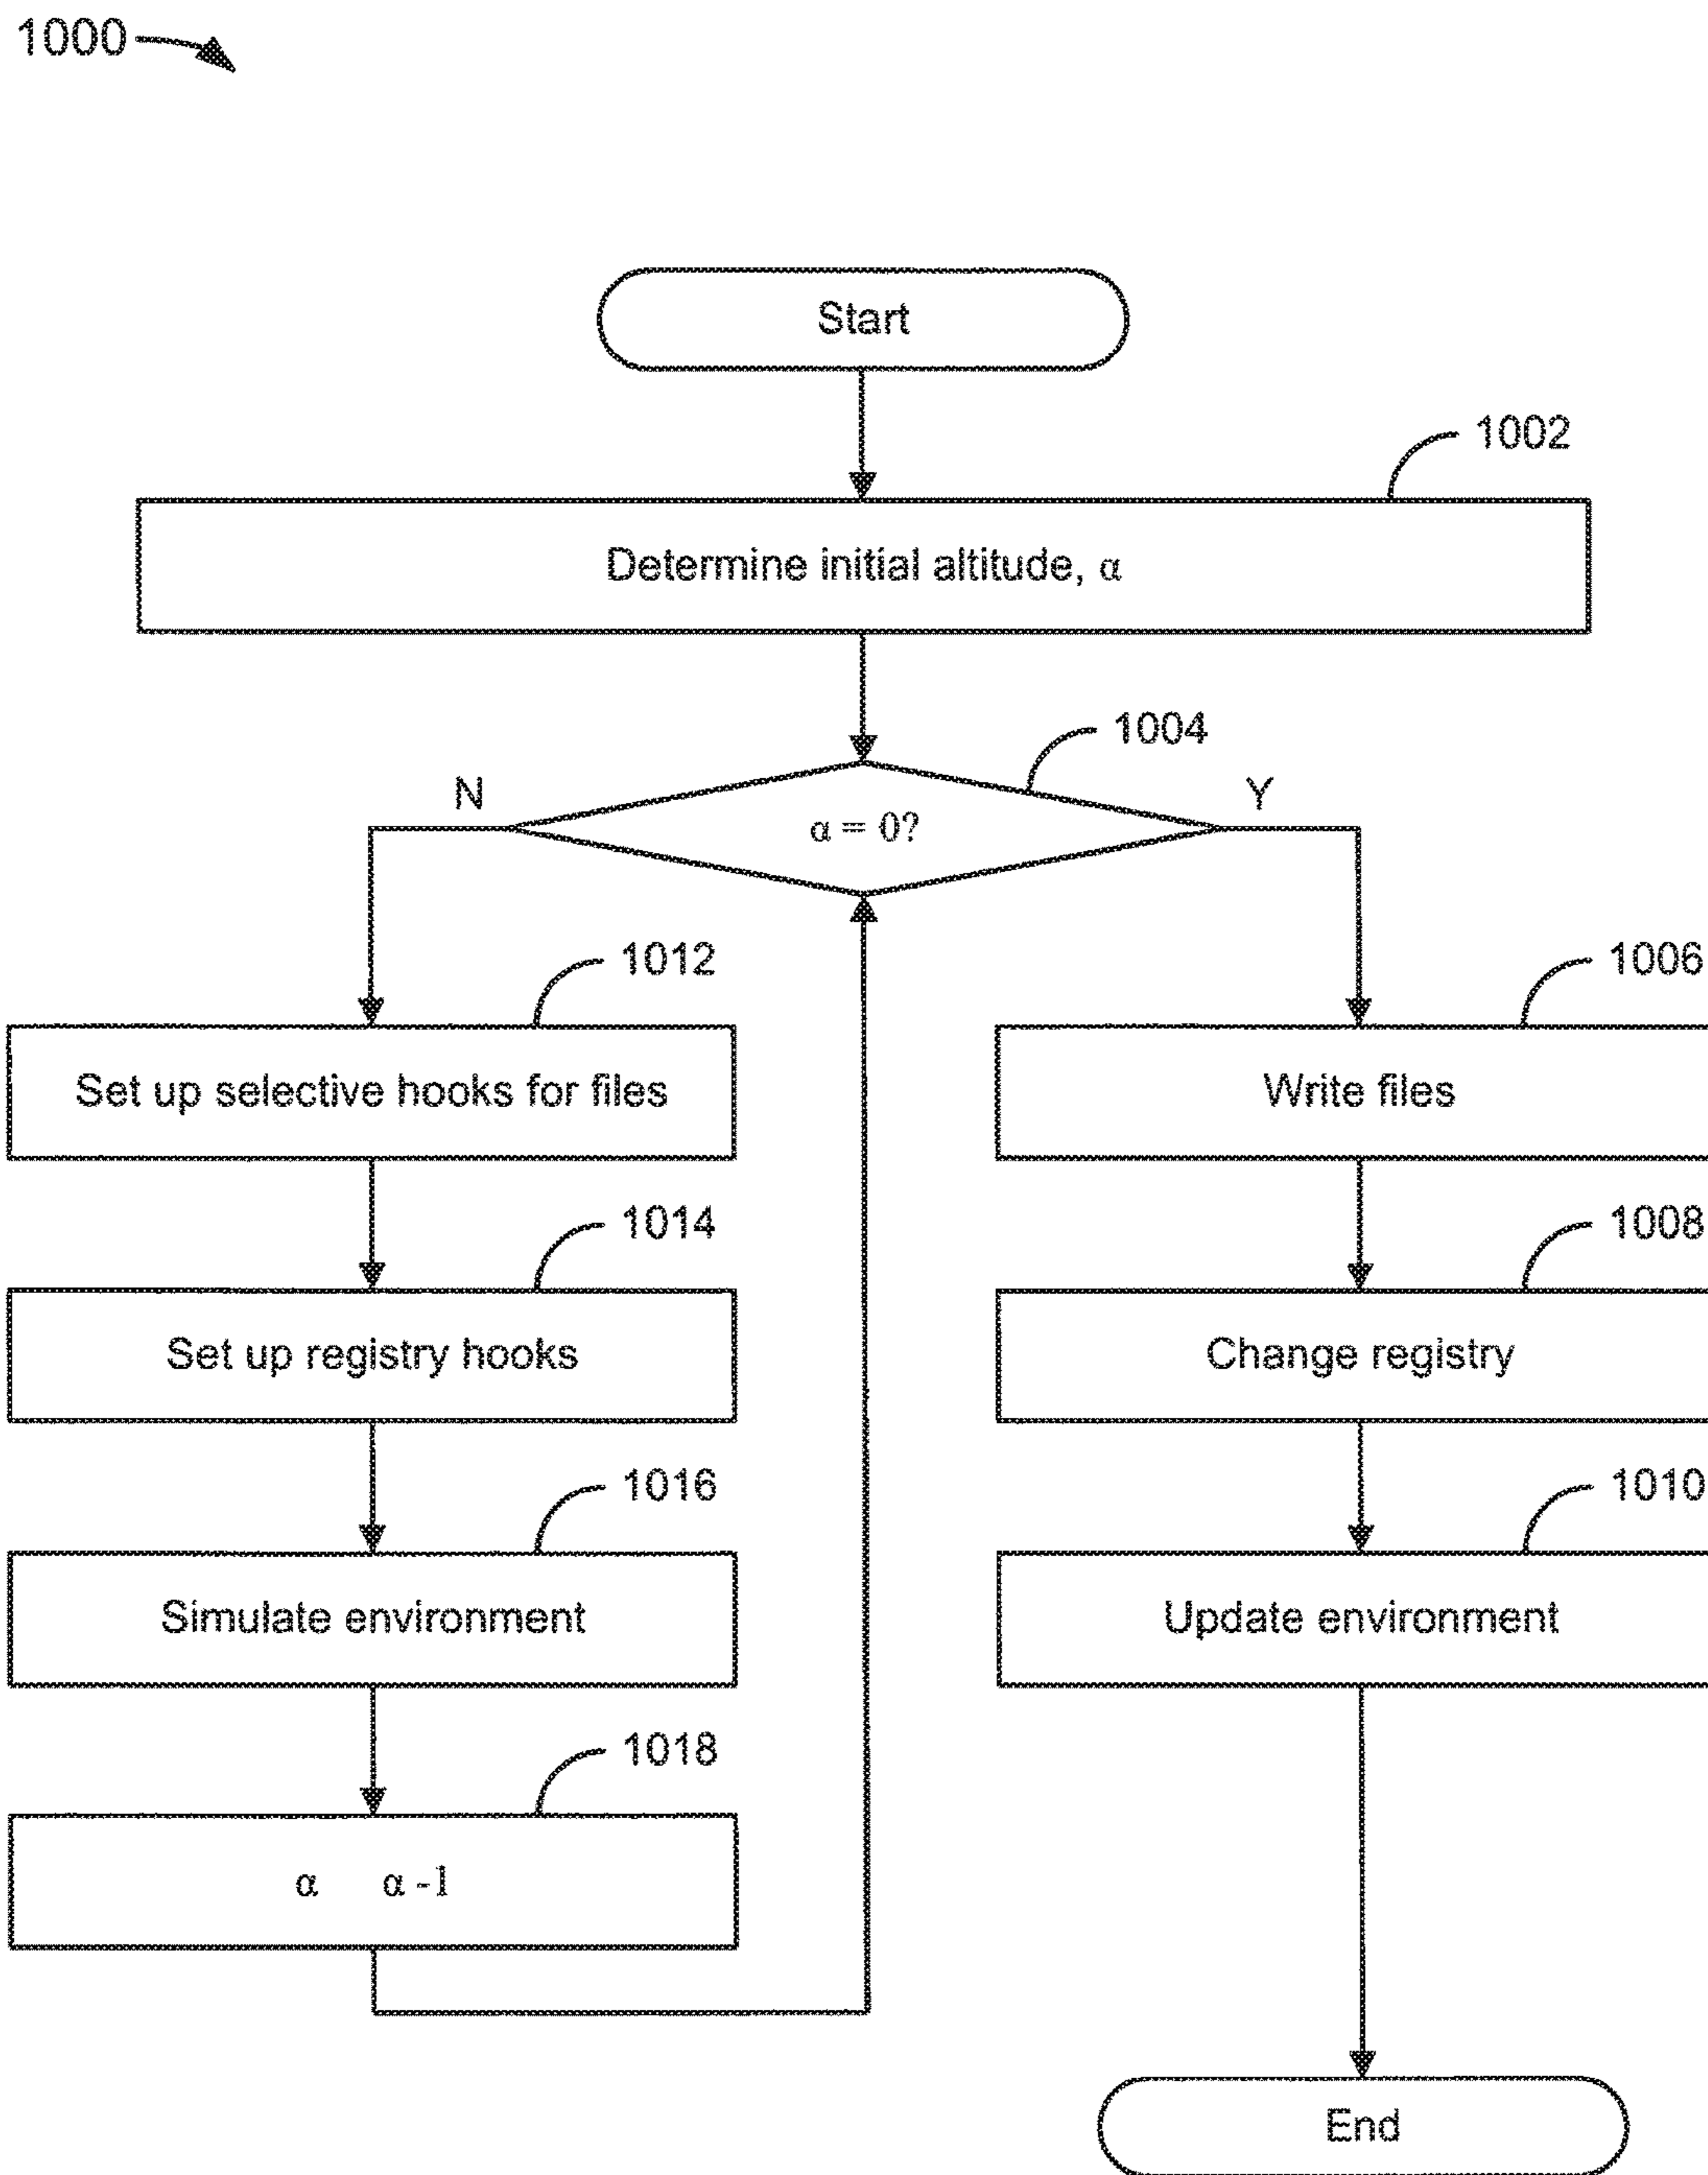 1000
Start
1002
Determine initial altitude, α
1004
N
Y
α = 0?
1012
1006
Set up selective hooks for files
Write files
1014
1008
Set up registry hooks
Change registry
1016
1010
Simulate environment
Update environment
1018
α α -1
End